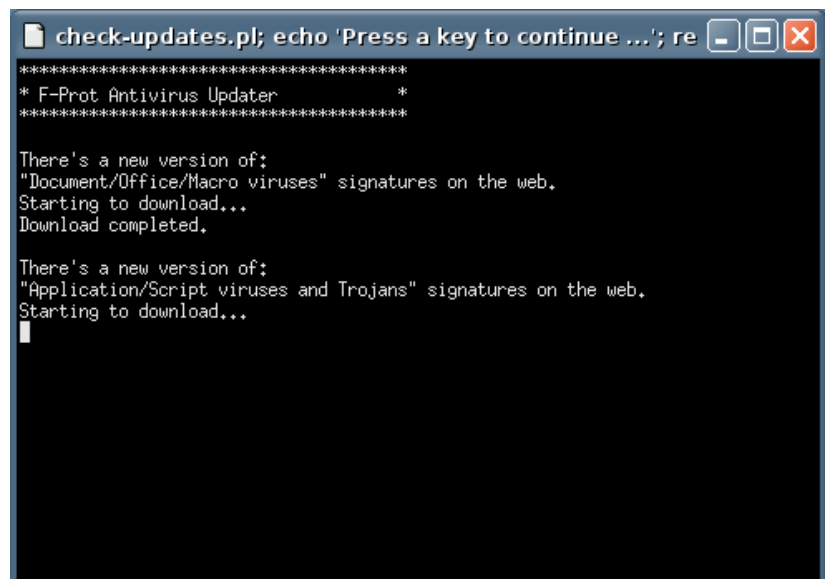 check-updates.pl; echo 'Press a key to continue ...'; re
***************************************
* F-Prot Antivirus Updater            *
***************************************
There's a new version of:
"Document/Office/Macro viruses" signatures on the web.
Starting to download...
Download completed.
There's a new version of:
"Application/Script viruses and Trojans" signatures on the web.
Starting to download...